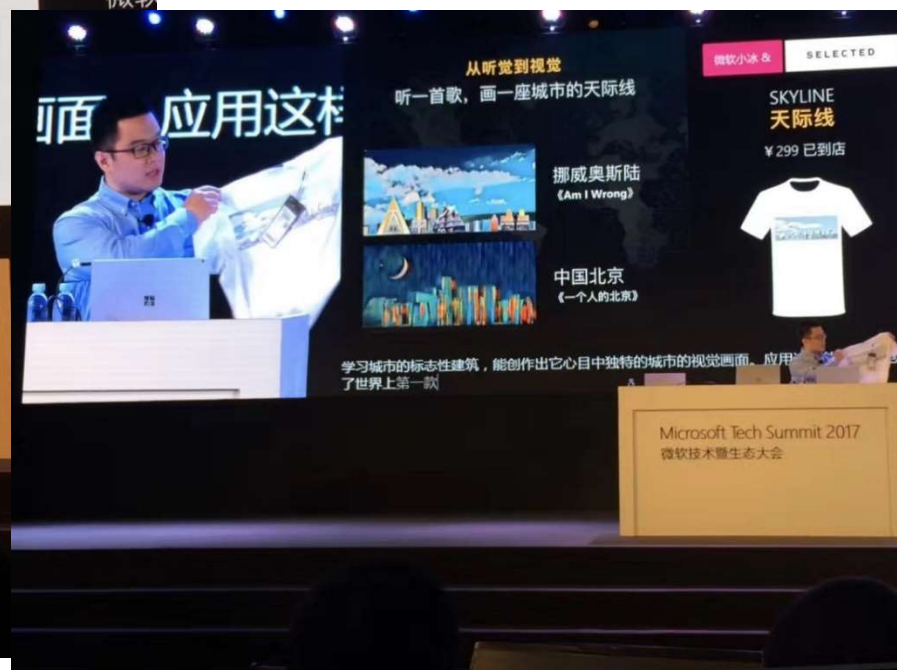 画面 应用这样
从听觉到视觉
听一首歌，画一座城市的天际线
挪威奥斯陆
《Am I Wrong》
中国北京
《一个人的北京》
微软小冰 &
SELECTED
SKYLINE
天际线
￥299 已到店
学习城市的标志性建筑，能创作出它心目中独特的城市的视觉画面。应用
了世界上第一款
Microsoft Tech Summit 2017
微软技术暨生态大会